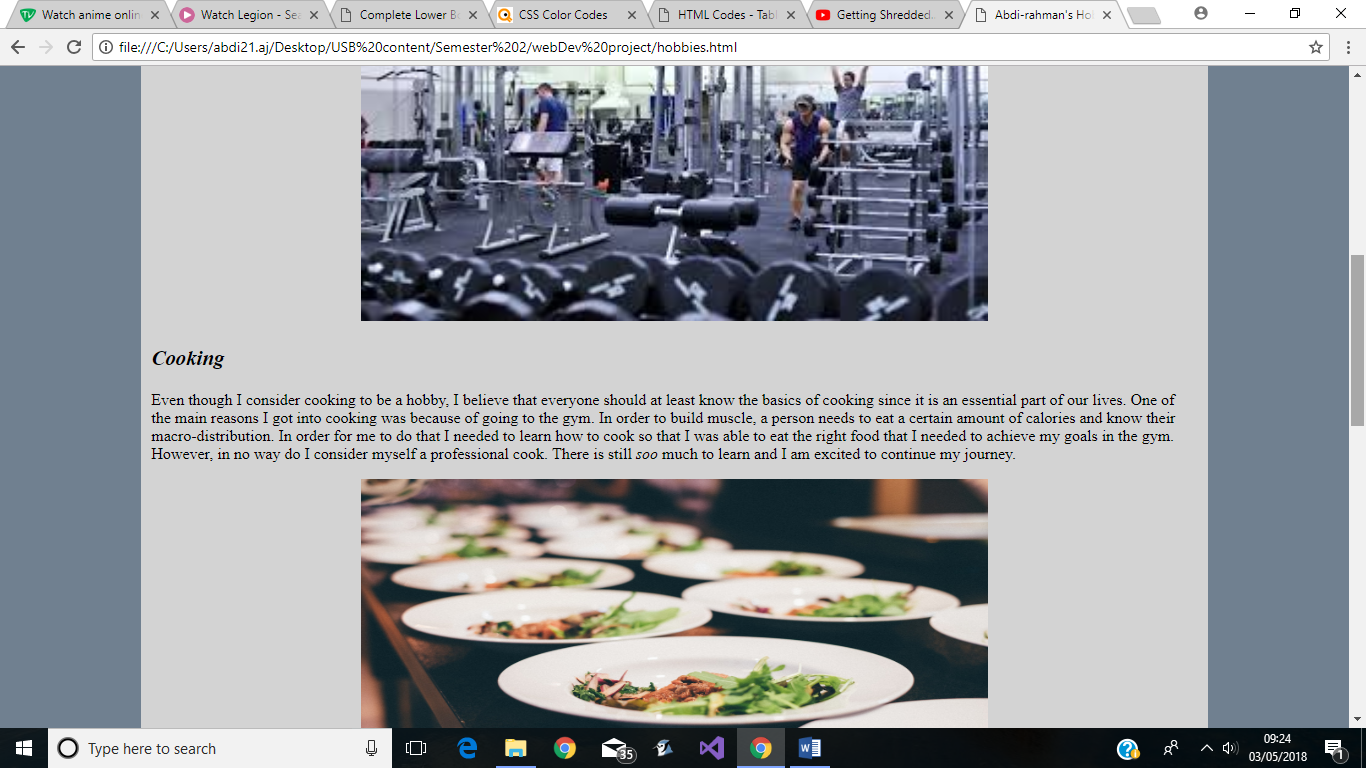 Watch anime onlin
Watch Legion - Sea
Complete Lower Bo
CSS Color Codes
HTML Codes - Tabl
Getting Shredded.
Abdi-rahman's Hob
file:///C:/Users/abdi21.aj/Desktop/USB%20content/Semester%202/webDev%20project/hobbies.html
Cooking
Even though I consider cooking to be a hobby, I believe that everyone should at least know the basics of cooking since it is an essential part of our lives. One of
the main reasons I got into cooking was because of going to the gym. In order to build muscle, a person needs to eat a certain amount of calories and know their
macro-distribution. In order for me to do that I needed to learn how to cook so that I was able to eat the right food that I needed to achieve my goals in the gym.
However, in no way do I consider myself a professional cook. There is still soo much to learn and I am excited to continue my journey.
Type here to search
35
09:24
03/05/2018
1